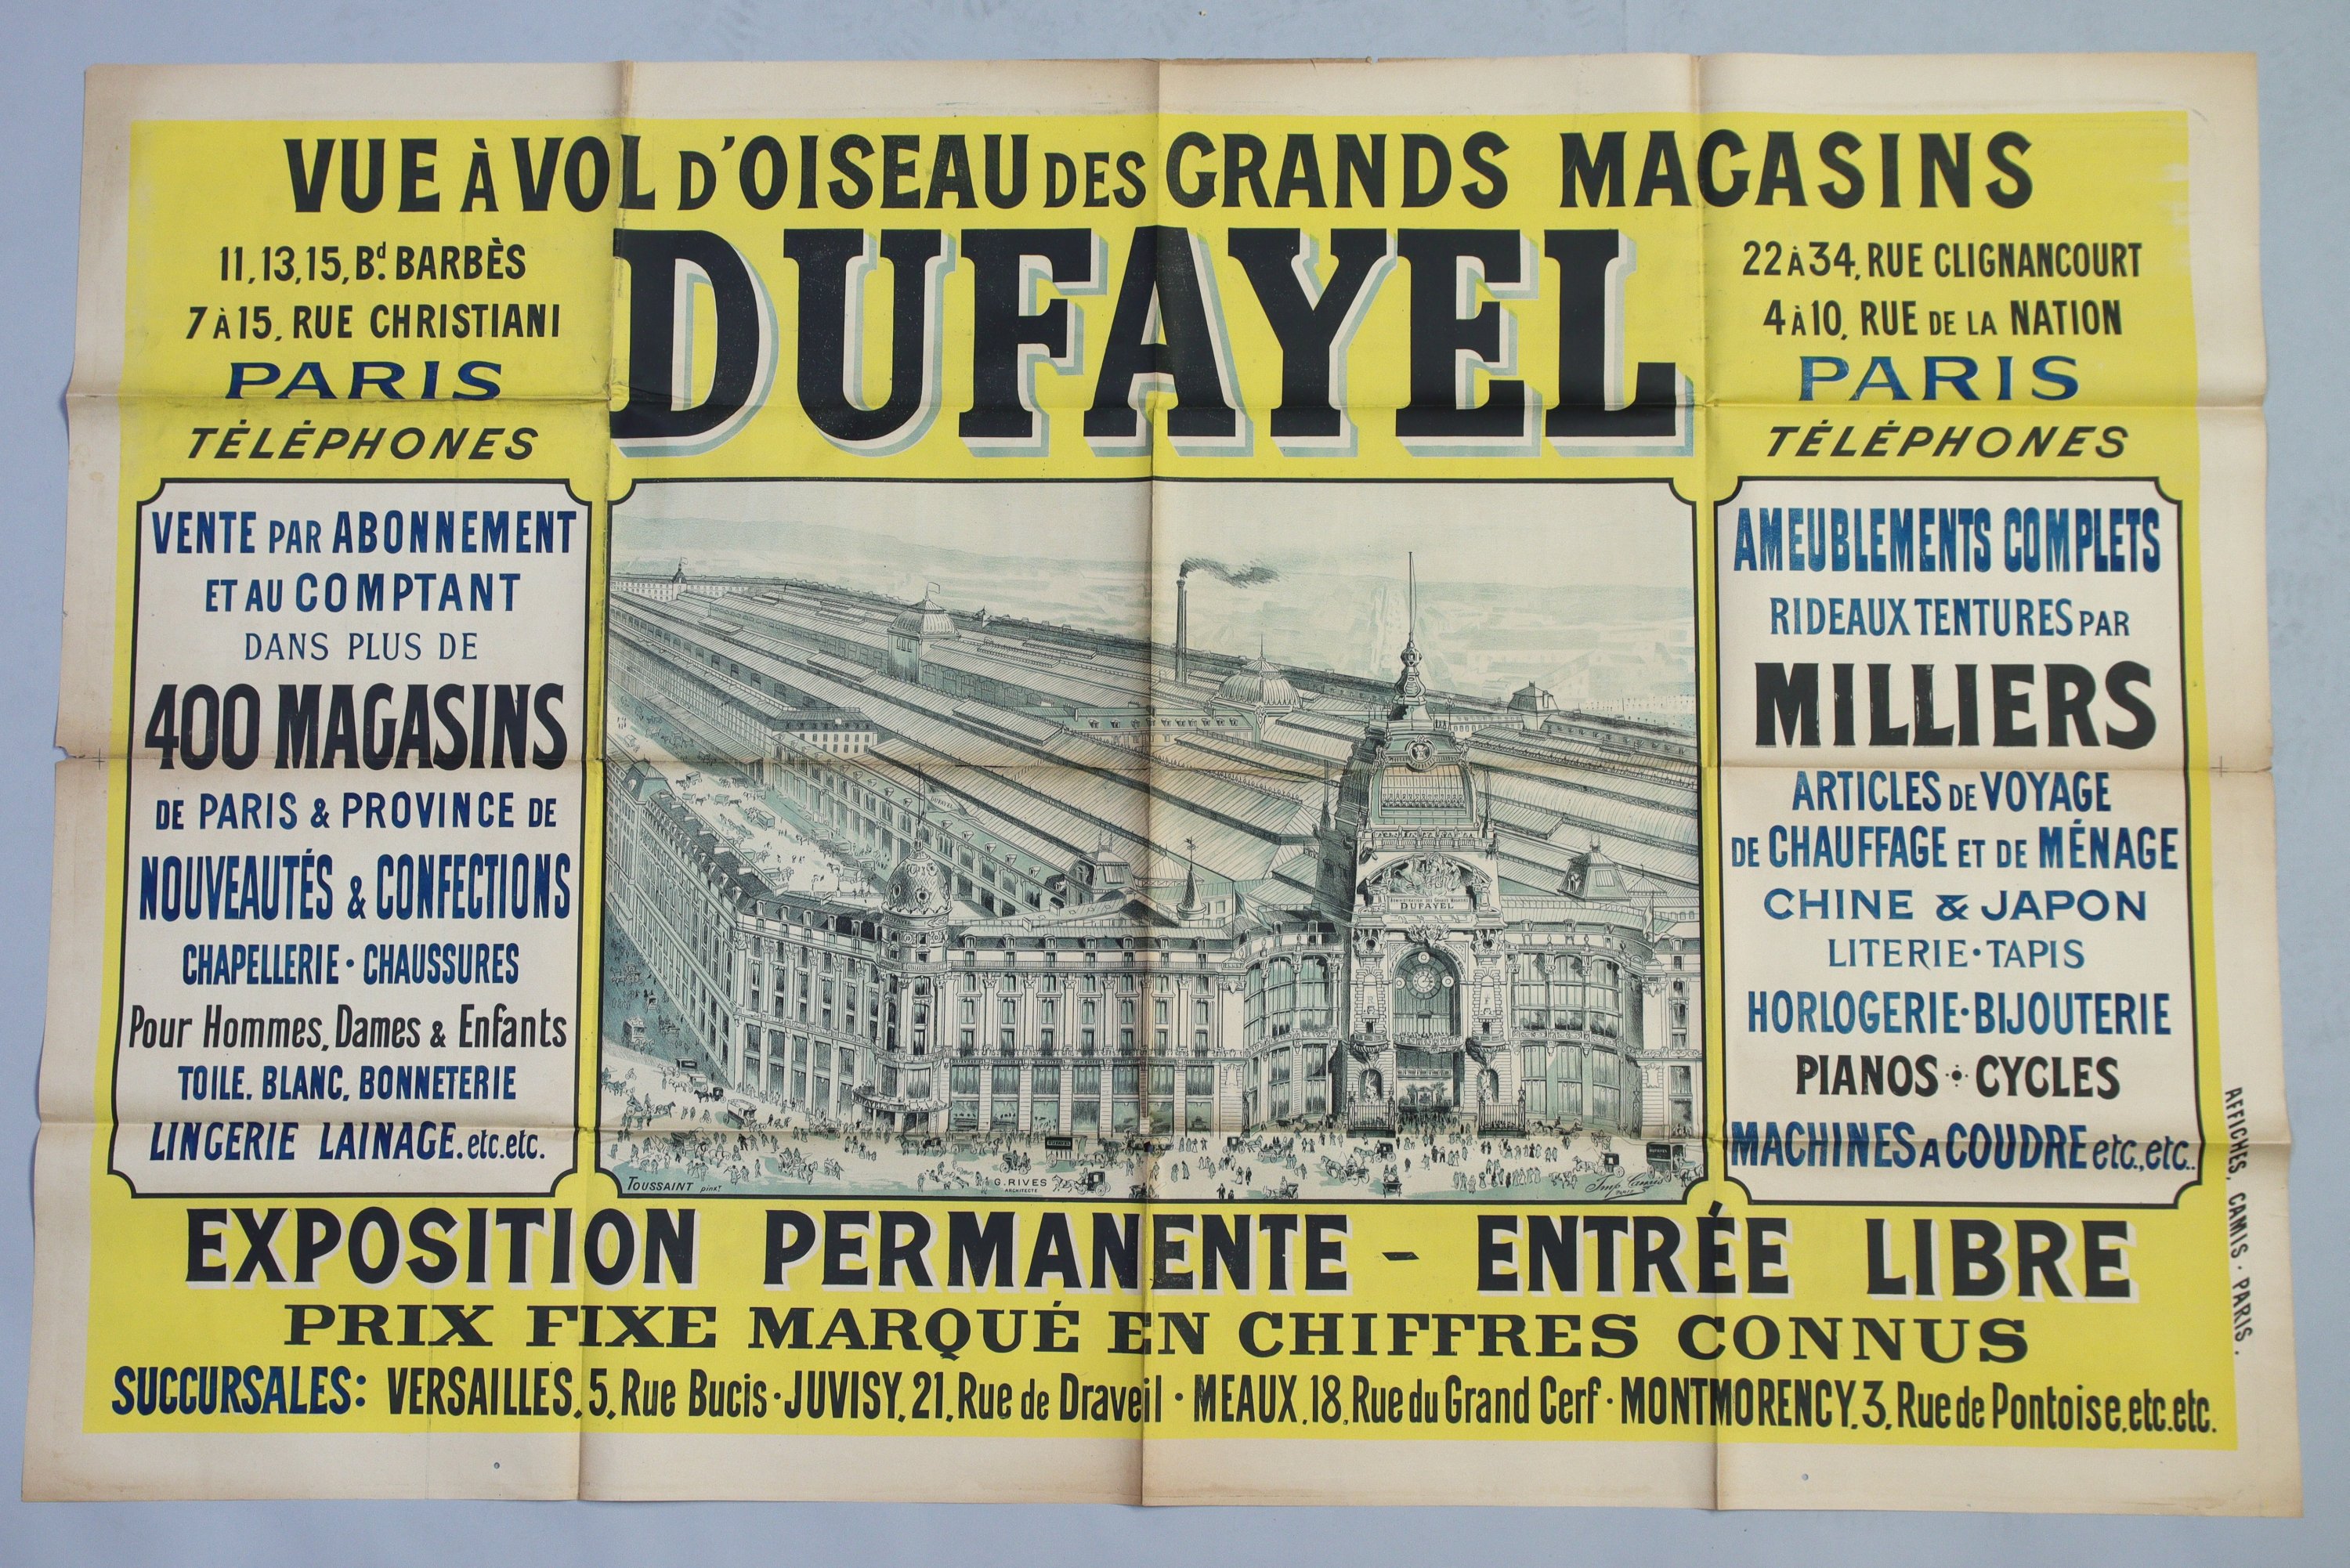 VUE À VOL D'OISEAU DES GRANDS MAGASINS
DUFAYEL
11, 13, 15, Bd. BARBÈS
7 À 15, RUE CHRISTIANI
PARIS
TÉLÉPHONES
22 À 34, RUE CLIGNANCOURT
4 À 10, RUE DE LA NATION
PARIS
TÉLÉPHONES
VENTE PAR ABONNEMENT
ET AU COMPTANT
DANS PLUS DE
400 MAGASINS
DE PARIS & PROVINCE DE
NOUVEAUTÉS & CONFECTIONS
CHAPELLERIE · CHAUSSURES
Pour Hommes, Dames & Enfants
TOILE, BLANC, BONNETERIE
LINGERIE LAINAGE. etc. etc.
DUFAYEL
TOUSSAINT pinxt
G. RIVES
ARCHITECTE
Imp. Camis
AMEUBLEMENTS COMPLETS
RIDEAUX TENTURES PAR
MILLIERS
ARTICLES DE VOYAGE
DE CHAUFFAGE ET DE MÉNAGE
CHINE & JAPON
LITERIE · TAPIS
HORLOGERIE · BIJOUTERIE
PIANOS · CYCLES
MACHINES A COUDRE etc., etc..
EXPOSITION PERMANENTE - ENTRÉE LIBRE
PRIX FIXE MARQUÉ EN CHIFFRES CONNUS
SUCCURSALES: VERSAILLES, 5, Rue Bucis · JUVISY, 21, Rue de Draveil · MEAUX, 18, Rue du Grand Cerf · MONTMORENCY, 3, Rue de Pontoise, etc. etc.
AFFICHES, CAMIS · PARIS.